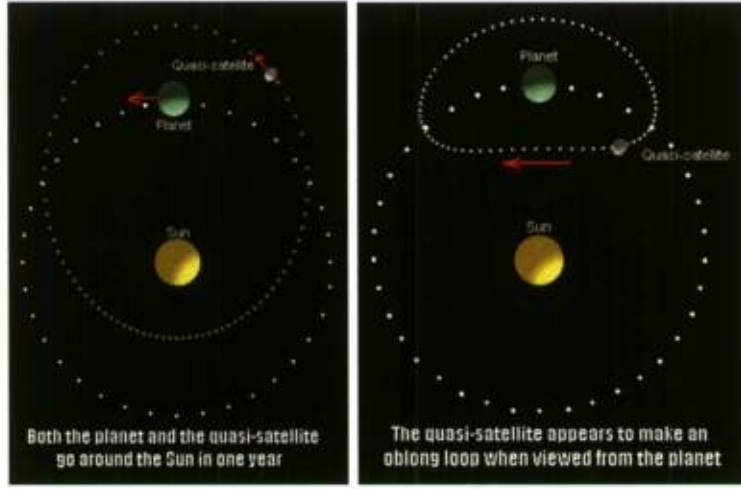 Quasi-satellite
Planet
Sun
Both the planet and the quasi-satellite
go around the Sun in one year
Planet
Quasi-satellite
Sun
The quasi-satellite appears to make an
oblong loop when viewed from the planet